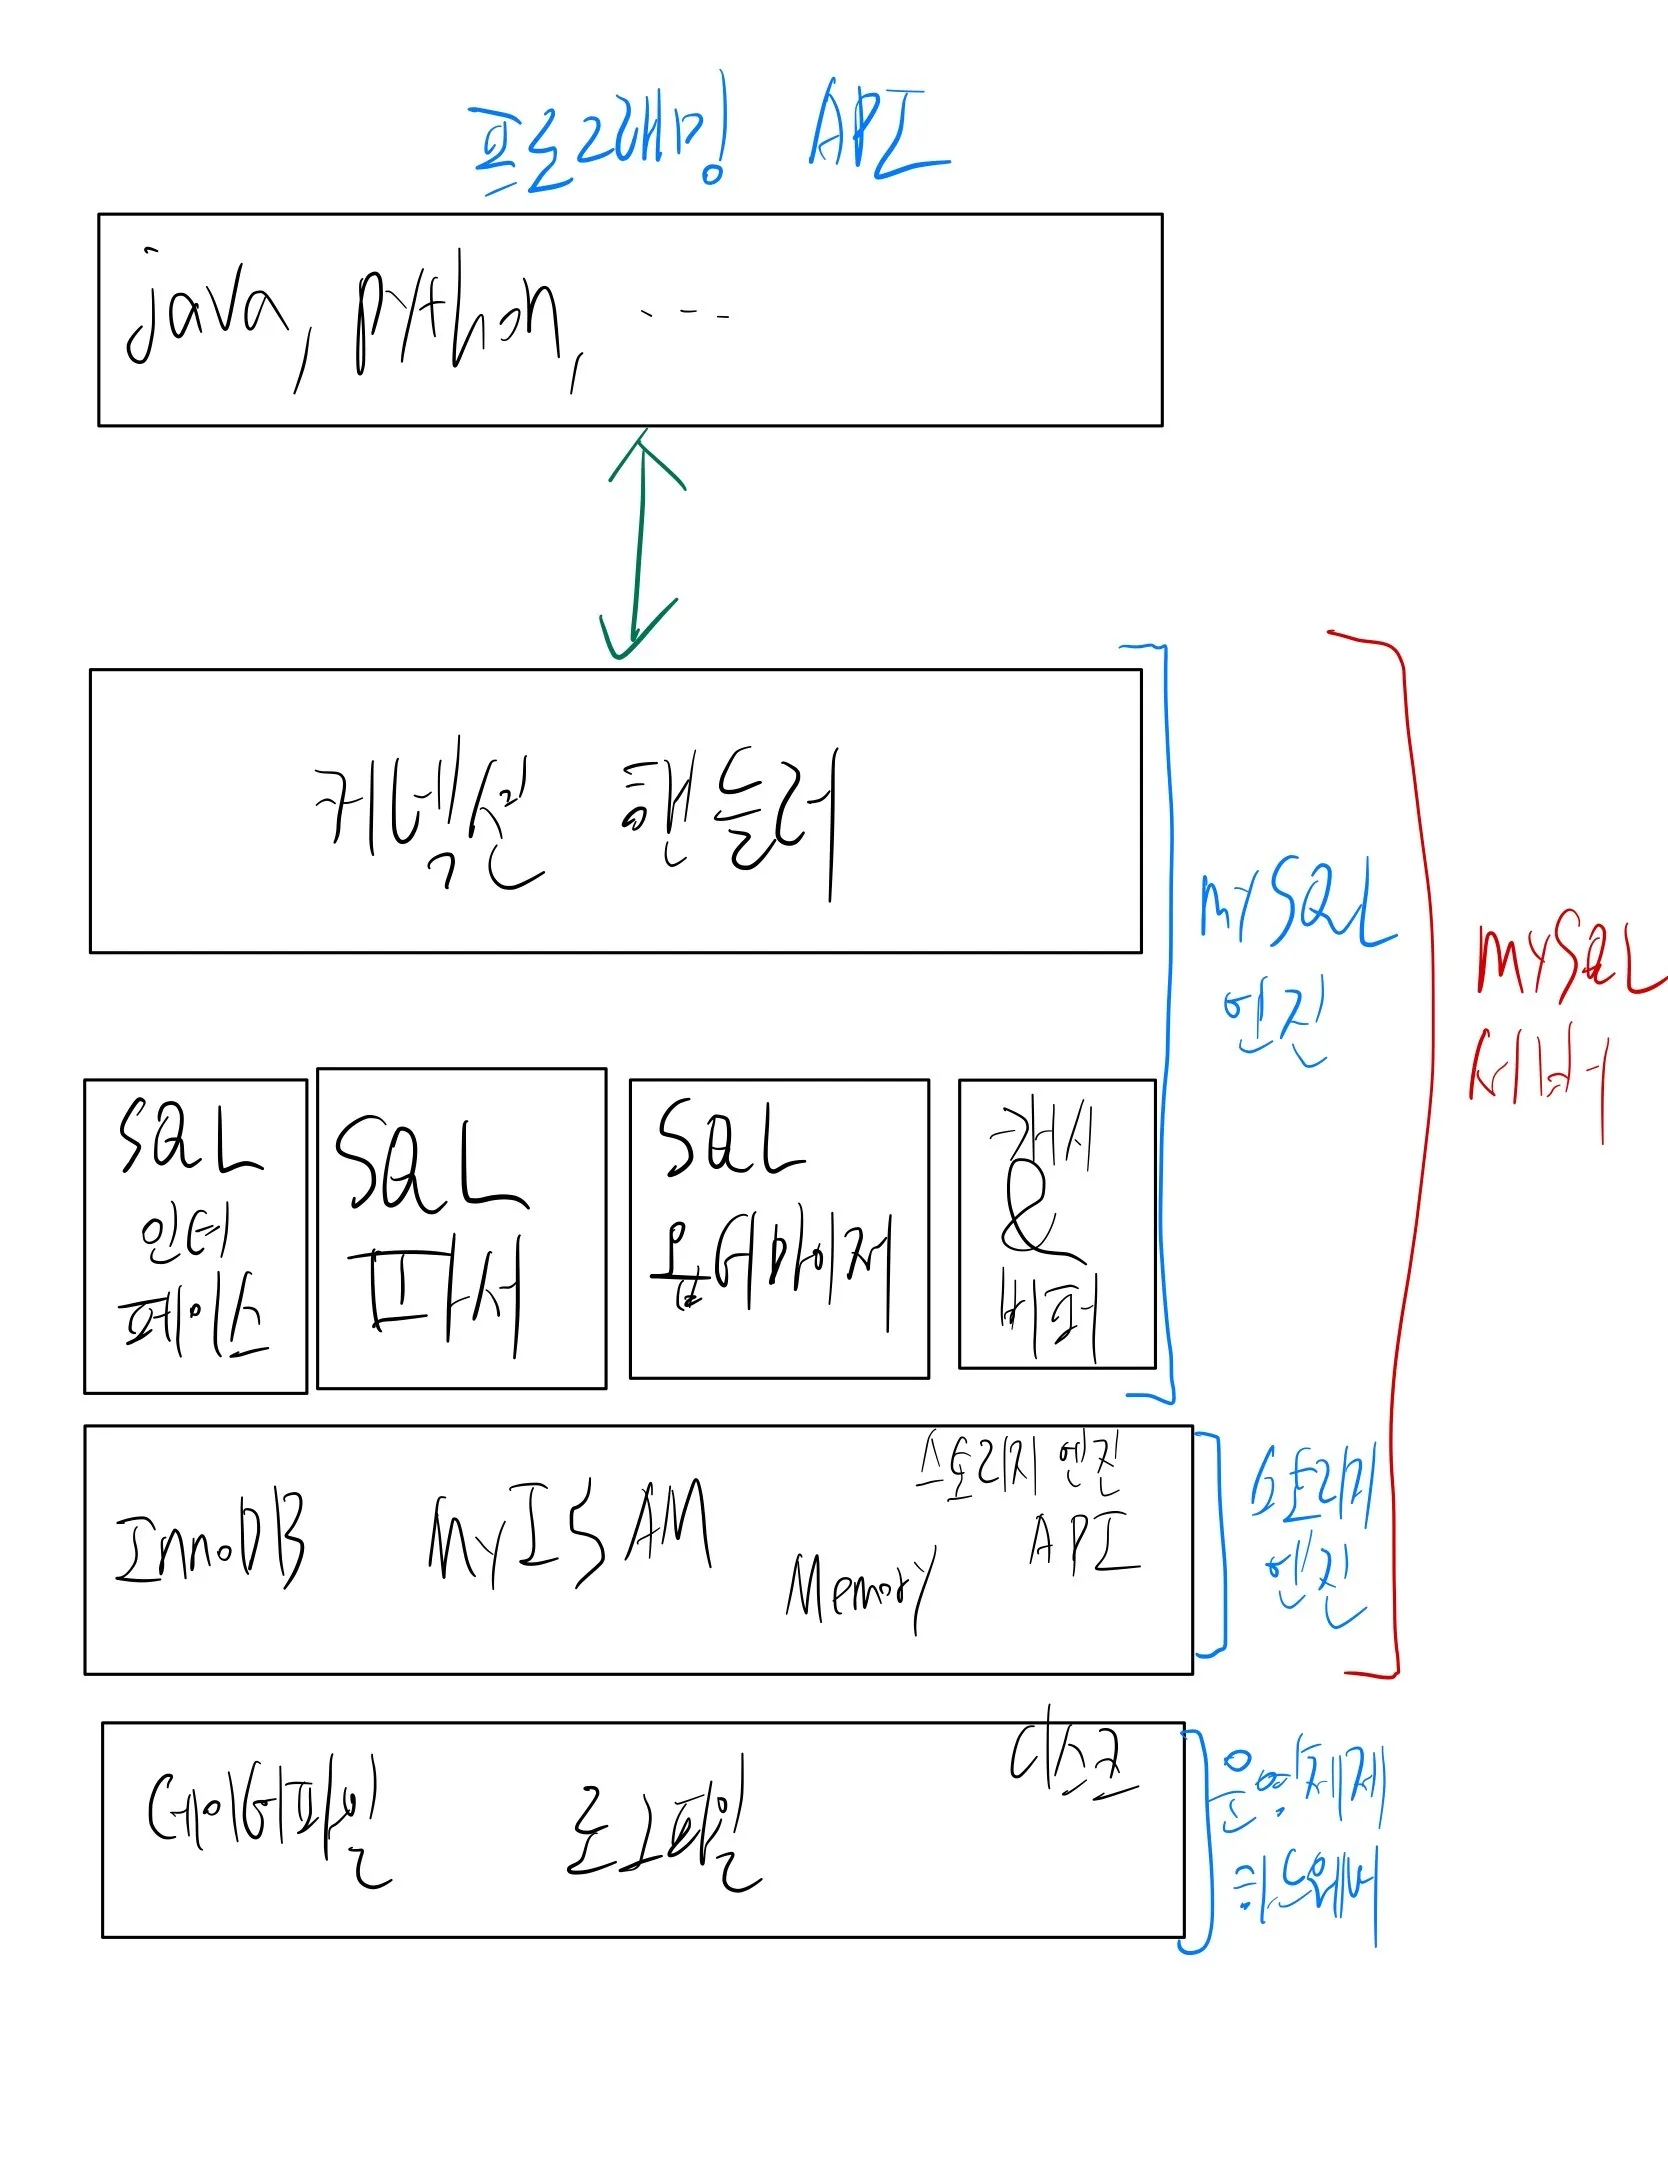 프로그래밍 API
java, python, ...
커넥션 핸들러
MySQL
엔진
MySQL
서버
SQL
인터
페이스
SQL
파서
SQL
옵티마이저
캐시
&
버퍼
스토리지 엔진
API
InnoDB
MyISAM
Memory
스토리지
엔진
디스크
데이터파일
로그파일
운영체제
하드웨어